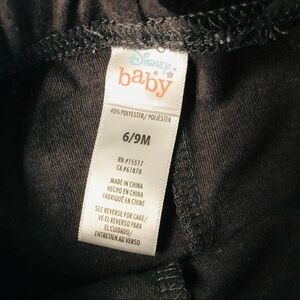 Disney
baby
40% POLYESTER/ POLIÉSTER
6/9M
RN #15517
CA #61878
MADE IN CHINA
HECHO EN CHINA
FABRIQUÉ EN CHINE
SEE REVERSE FOR CARE/
VE EL REVERSO PARA
EL CUIDADO/
ENTRETIEN AU VERSO